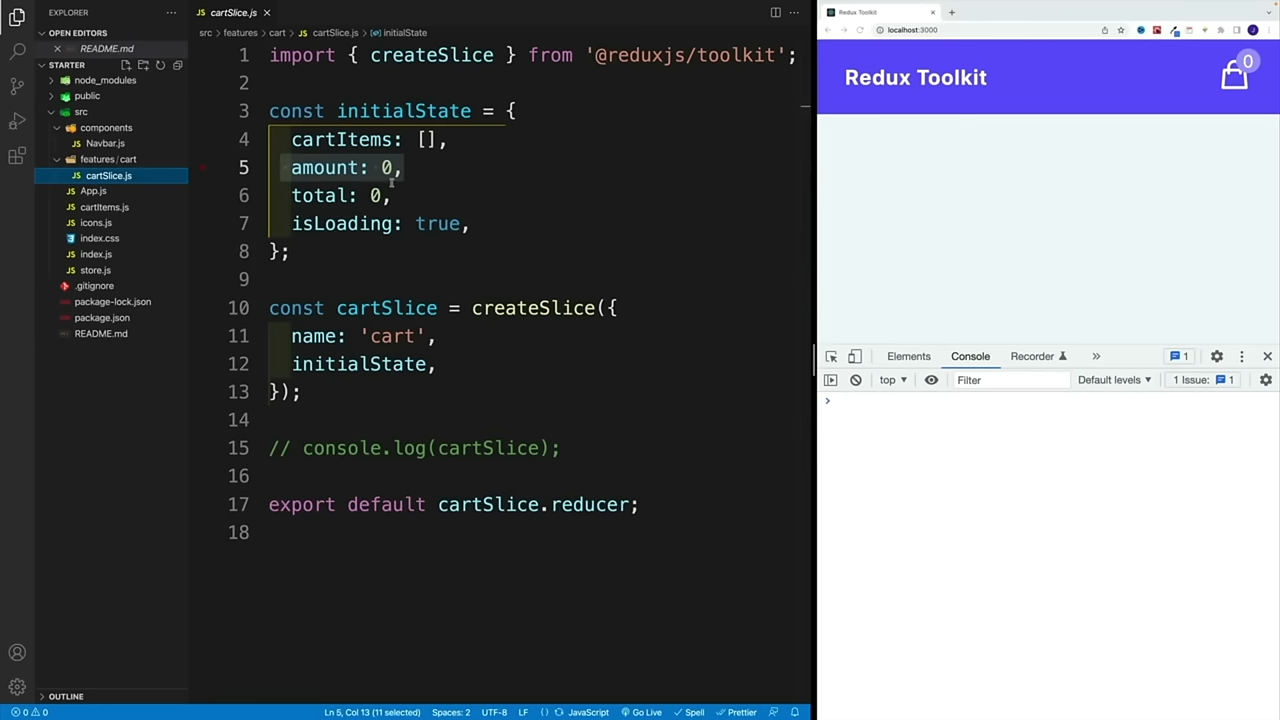 EXPLORER
OPEN EDITORS
README.md
STARTER
node_modules
public
src
components
Navbar.js
features/cart
cartSlice.js
App.js
cartItems.js
icons.js
index.css
index.js
store.js
.gitignore
package-lock.json
package.json
README.md
OUTLINE
cartSlice.js
src > features > cart > cartSlice.js > initialState
1 import { createSlice } from '@reduxjs/toolkit';
2
3 const initialState = {
4 cartItems: [],
5 amount: 0,
6 total: 0,
7 isLoading: true,
8 };
9
10 const cartSlice = createSlice({
11 name: 'cart',
12 initialState,
13 });
14
15 // console.log(cartSlice);
16
17 export default cartSlice.reducer;
18
0 0 Ln 5, Col 13 (11 selected) Spaces: 2 UTF-8 LF {} JavaScript Go Live Spell Prettier
Redux Toolkit
localhost:3000
J
Redux Toolkit
0
Elements Console Recorder » 1
top Filter Default levels 1 Issue: 1
>